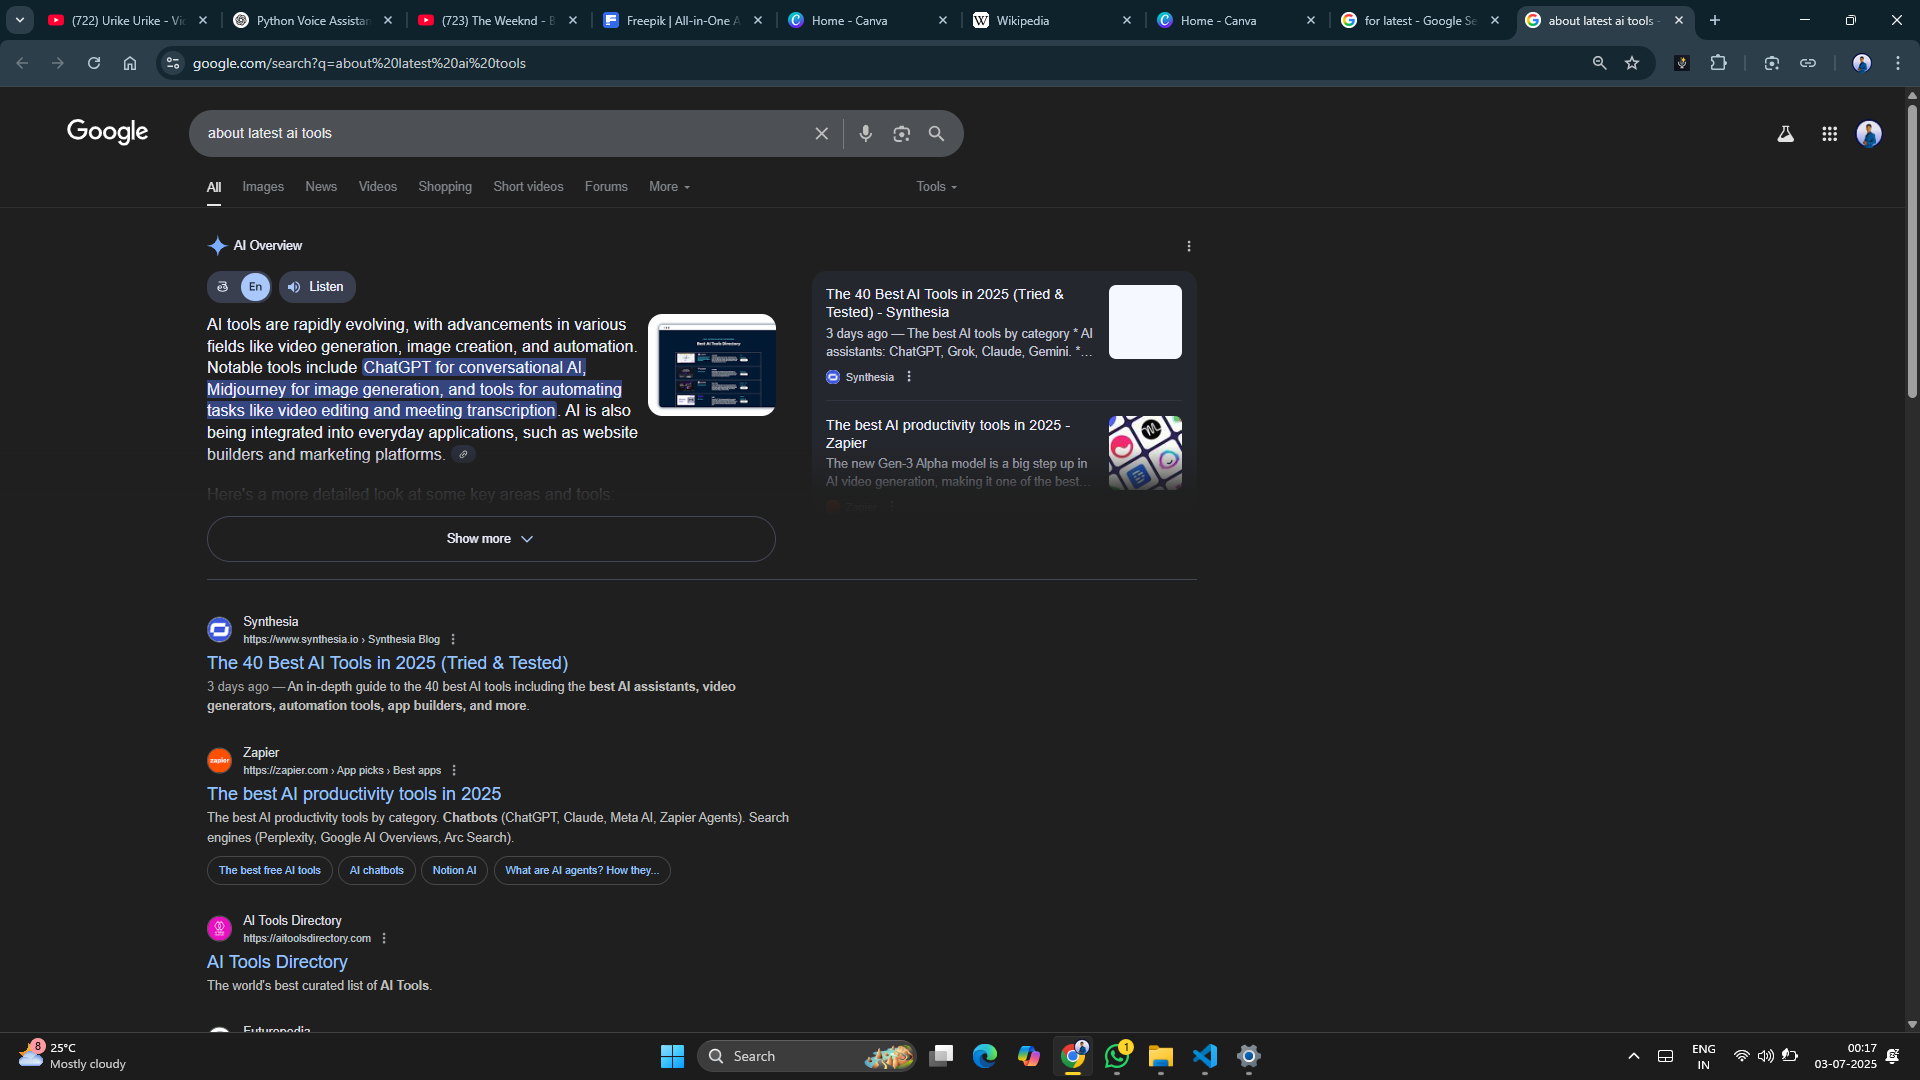 (722) Urike Urike - Vic
Python Voice Assistan
(723) The Weeknd - B
Freepik | All-in-One A
Home - Canva
Wikipedia
Home - Canva
for latest - Google Se
about latest ai tools -
google.com/search?q=about%20latest%20ai%20tools
Google
about latest ai tools
All
Images
News
Videos
Shopping
Short videos
Forums
More
Tools
AI Overview
En
Listen
AI tools are rapidly evolving, with advancements in various
fields like video generation, image creation, and automation.
Notable tools include ChatGPT for conversational AI,
Midjourney for image generation, and tools for automating
tasks like video editing and meeting transcription. AI is also
being integrated into everyday applications, such as website
builders and marketing platforms.
Here's a more detailed look at some key areas and tools:
Show more
Best AI Tools Directory
The 40 Best AI Tools in 2025 (Tried &
Tested) - Synthesia
3 days ago — The best AI tools by category * AI
assistants: ChatGPT, Grok, Claude, Gemini. *...
Synthesia
The best AI productivity tools in 2025 -
Zapier
The new Gen-3 Alpha model is a big step up in
AI video generation, making it one of the best...
Zapier
Synthesia
https://www.synthesia.io › Synthesia Blog
The 40 Best AI Tools in 2025 (Tried & Tested)
3 days ago — An in-depth guide to the 40 best AI tools including the best AI assistants, video
generators, automation tools, app builders, and more.
zapier
Zapier
https://zapier.com › App picks › Best apps
The best AI productivity tools in 2025
The best AI productivity tools by category. Chatbots (ChatGPT, Claude, Meta AI, Zapier Agents). Search
engines (Perplexity, Google AI Overviews, Arc Search).
The best free AI tools
AI chatbots
Notion AI
What are AI agents? How they...
AI Tools Directory
https://aitoolsdirectory.com
AI Tools Directory
The world's best curated list of AI Tools.
Futuropedia
8
25°C
Mostly cloudy
Search
1
ENG
IN
00:17
03-07-2025